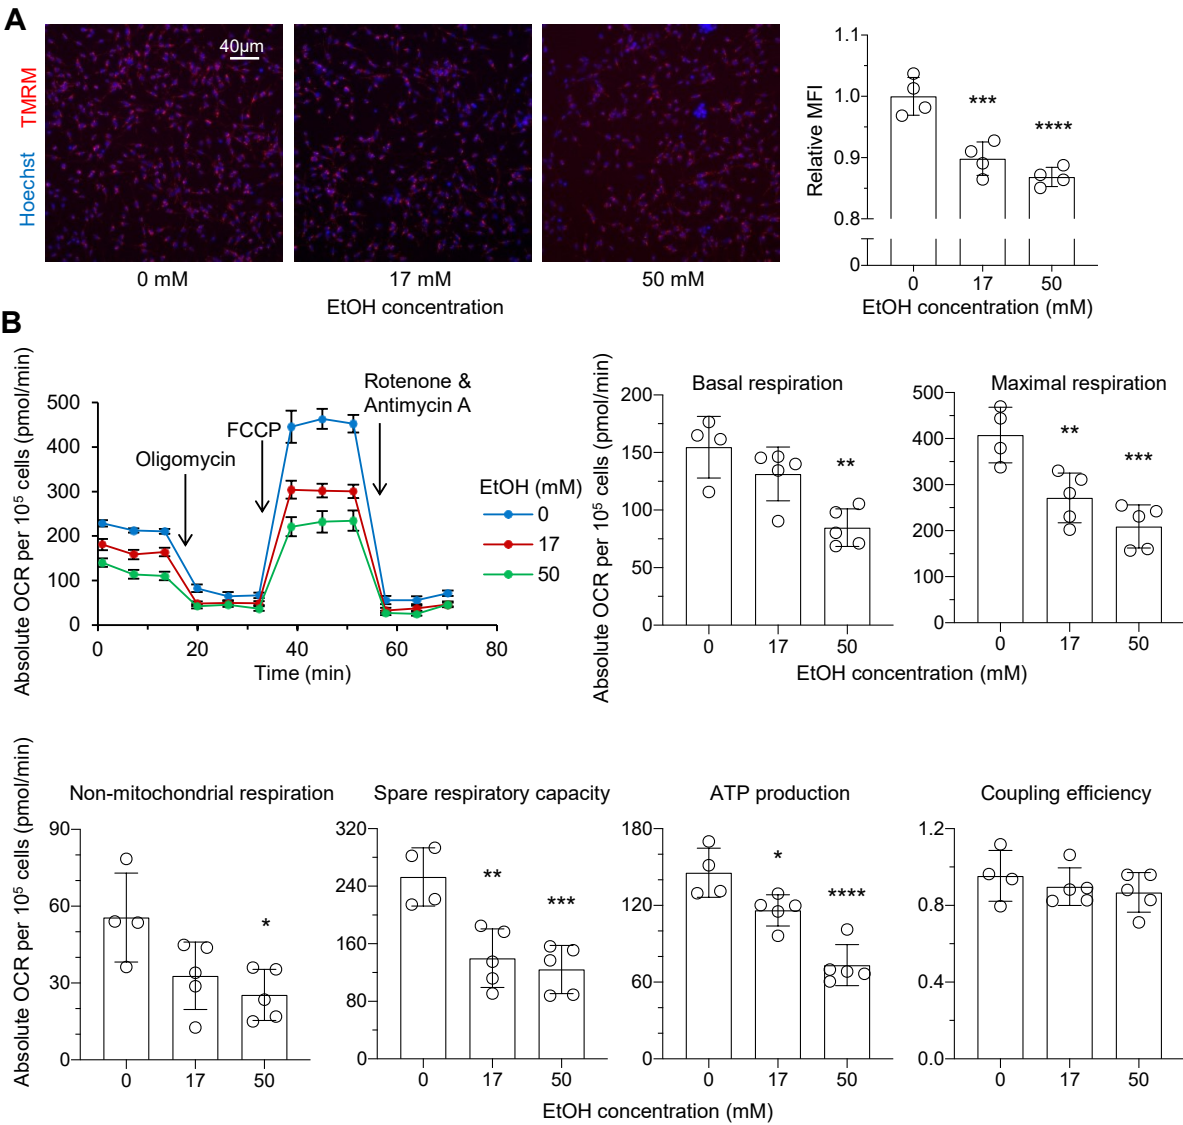 A
TMRM
Hoechst
40μm
0 mM
17 mM
50 mM
EtOH concentration
Relative MFI
1.1
1.0
0.9
0.8
0
***
****
0
17
50
EtOH concentration (mM)
B
Absolute OCR per 10⁵ cells (pmol/min)
500
400
300
200
100
0
Oligomycin
FCCP
Rotenone &
Antimycin A
EtOH (mM)
0
17
50
0
20
40
60
80
Time (min)
Absolute OCR per 10⁵ cells (pmol/min)
Basal respiration
200
150
100
50
0
**
0
17
50
Maximal respiration
500
400
300
200
100
0
**
***
0
17
50
EtOH concentration (mM)
Absolute OCR per 10⁵ cells (pmol/min)
Non-mitochondrial respiration
90
60
30
0
*
0
17
50
Spare respiratory capacity
320
240
160
80
0
**
***
0
17
50
ATP production
180
120
60
0
*
****
0
17
50
Coupling efficiency
1.2
0.8
0.4
0.0
0
17
50
EtOH concentration (mM)